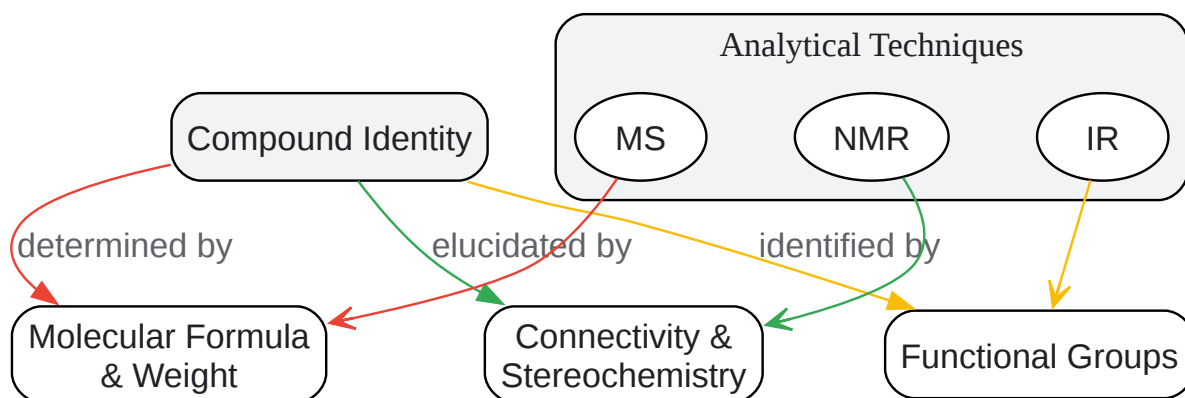 Analytical Techniques
Compound Identity
MS
NMR
IR
determined by
elucidated by
identified by
Molecular Formula
& Weight
Connectivity &
Stereochemistry
Functional Groups